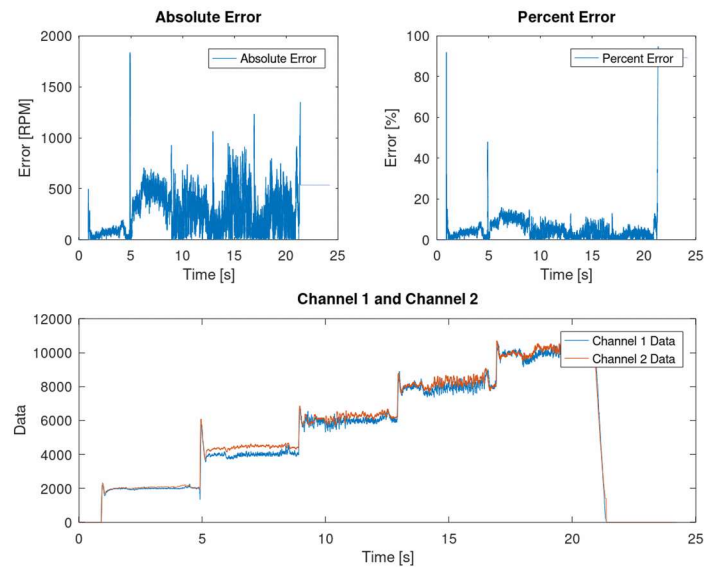 Absolute Error
2000
1500
1000
500
0
Error [RPM]
0 5 10 15 20 25
Time [s]
Absolute Error
Percent Error
100
80
60
40
20
0
Error [%]
0 5 10 15 20 25
Time [s]
Percent Error
Channel 1 and Channel 2
12000
10000
8000
6000
4000
2000
0
Data
0 5 10 15 20 25
Time [s]
Channel 1 Data
Channel 2 Data